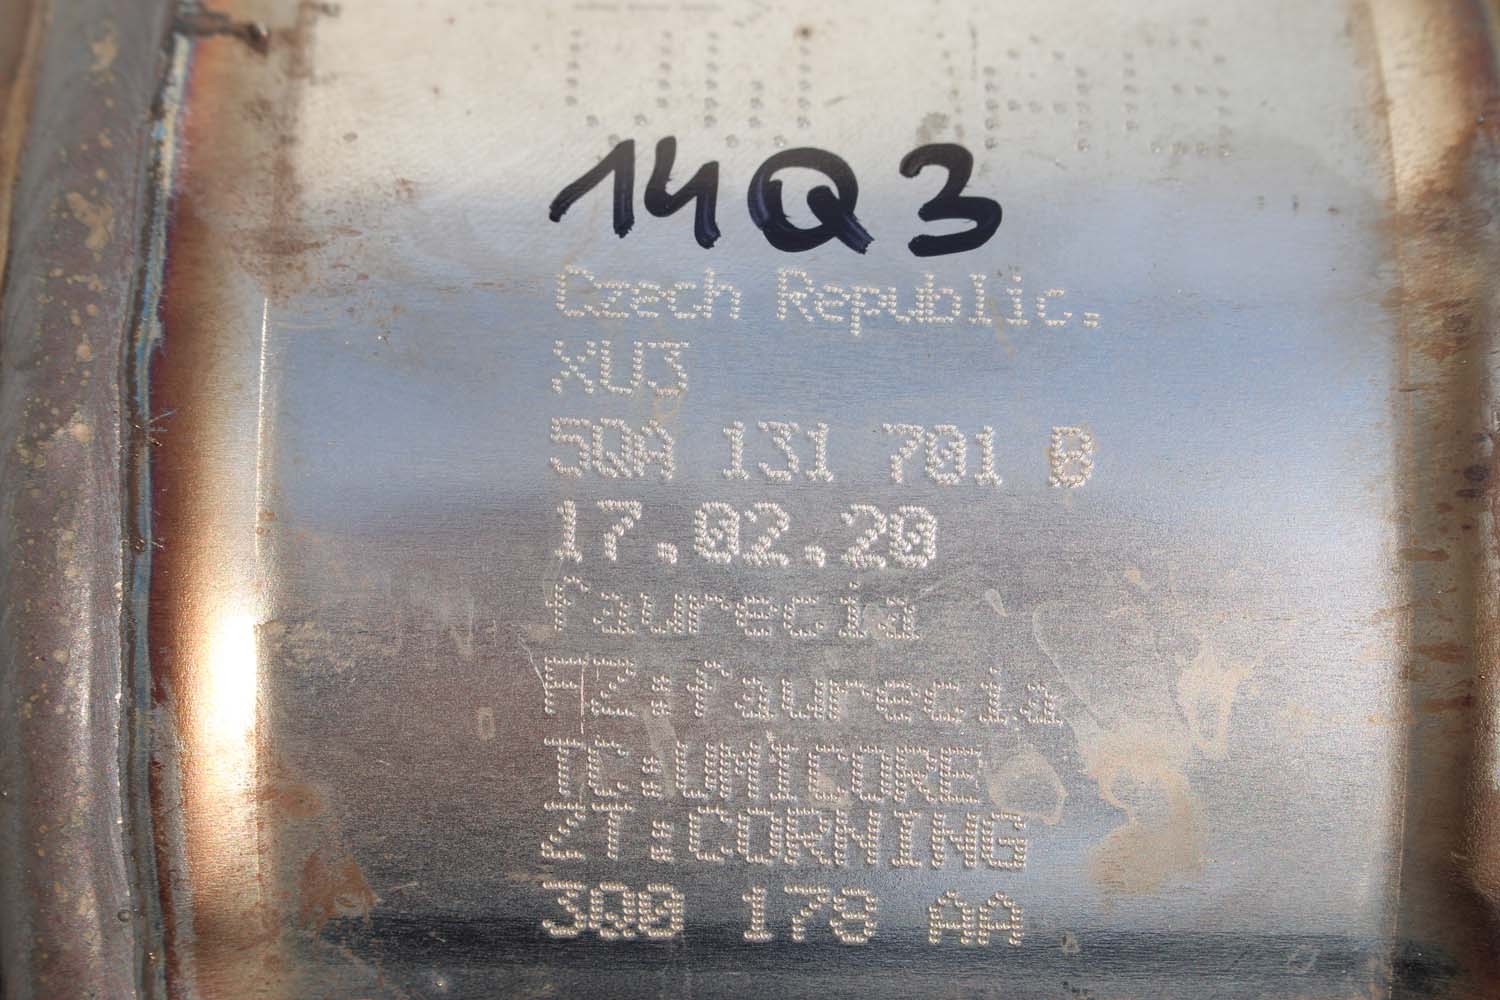 14Q3
Czech Republic.
XU3
5QA 131 701 B
17.02.20
faurecia
HZ:faurecia
TC:UMICORE
ZT:CORNING
3Q0 178 AA